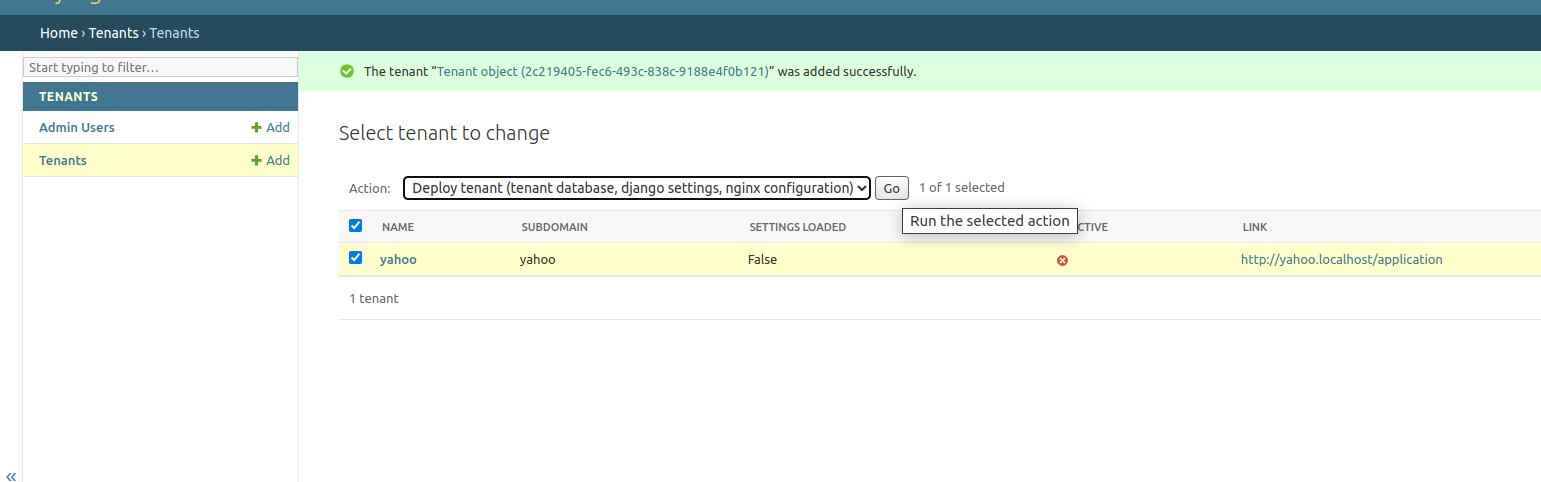 Home › Tenants › Tenants
Start typing to filter…
The tenant “Tenant object (2c219405-fec6-493c-838c-9188e4f0b121)” was added successfully.
TENANTS
Admin Users + Add
Tenants + Add
Select tenant to change
Action: Deploy tenant (tenant database, django settings, nginx configuration) Go 1 of 1 selected
Run the selected action
NAME SUBDOMAIN SETTINGS LOADED CTIVE LINK
yahoo yahoo False http://yahoo.localhost/application
1 tenant
«